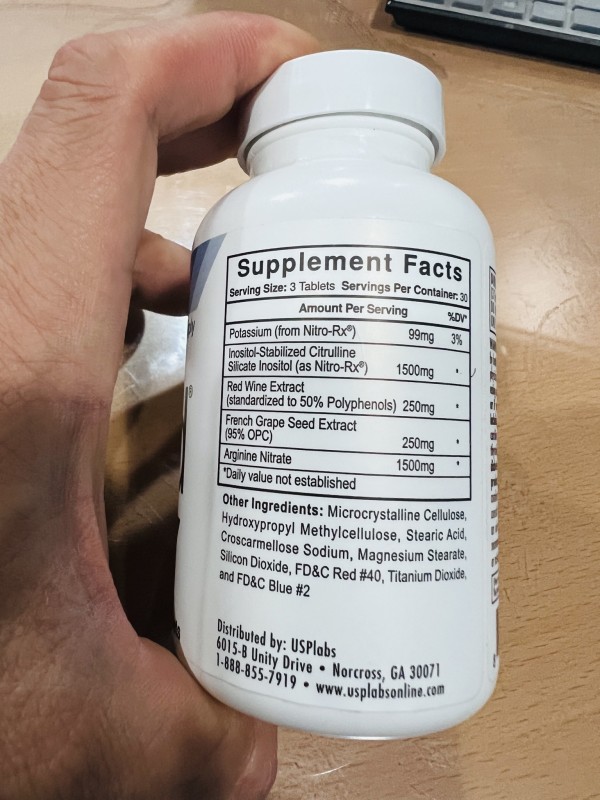 Supplement Facts
Serving Size: 3 Tablets Servings Per Container: 30
Amount Per Serving %DV*
Potassium (from Nitro-Rx®) 99mg 3%
Inositol-Stabilized Citrulline
Silicate Inositol (as Nitro-Rx®) 1500mg *
Red Wine Extract
(standardized to 50% Polyphenols) 250mg *
French Grape Seed Extract
(95% OPC) 250mg *
Arginine Nitrate 1500mg *
*Daily value not established
Other Ingredients: Microcrystalline Cellulose,
Hydroxypropyl Methylcellulose, Stearic Acid,
Croscarmellose Sodium, Magnesium Stearate,
Silicon Dioxide, FD&C Red #40, Titanium Dioxide,
and FD&C Blue #2
Distributed by: USPlabs
6015-B Unity Drive • Norcross, GA 30071
1-888-855-7919 • www.usplabsonline.com